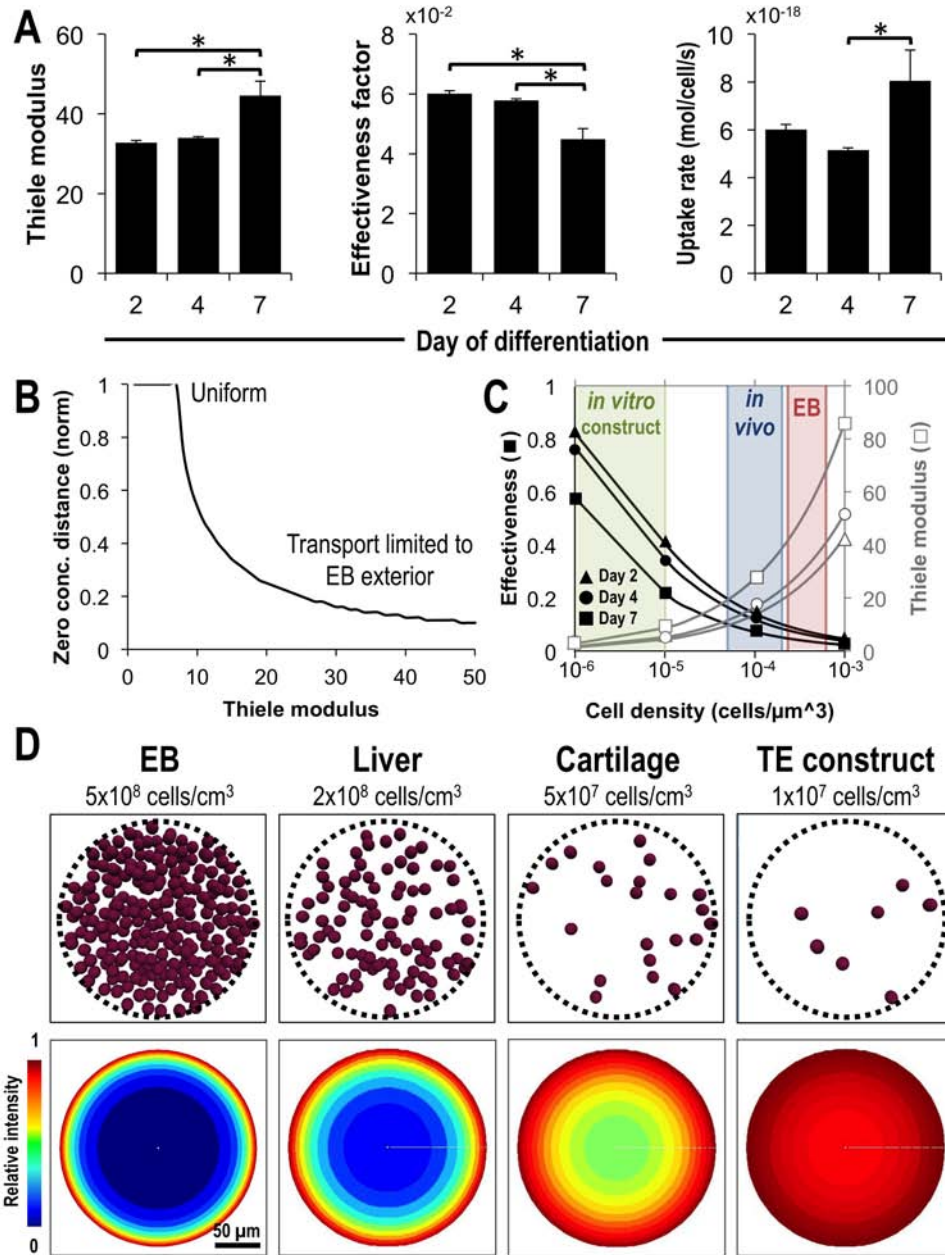 A
Thiele modulus
60
40
20
0
*
*
2 4 7
x10-2
Effectiveness factor
8
6
4
2
0
*
*
2 4 7
x10-18
Uptake rate (mol/cell/s)
10
8
6
4
2
0
*
2 4 7
Day of differentiation
B
Zero conc. distance (norm)
1
0.8
0.6
0.4
0.2
0
Uniform
Transport limited to
EB exterior
0 10 20 30 40 50
Thiele modulus
C
Effectiveness (■)
1
0.8
0.6
0.4
0.2
0
in vitro
construct
in
vivo
EB
▲ Day 2
● Day 4
■ Day 7
100
80
60
40
20
0
Thiele modulus (□)
10-6 10-5 10-4 10-3
Cell density (cells/µm^3)
D
EB
5x10⁸ cells/cm³
Liver
2x10⁸ cells/cm³
Cartilage
5x10⁷ cells/cm³
TE construct
1x10⁷ cells/cm³
Relative intensity
1
0
50 µm